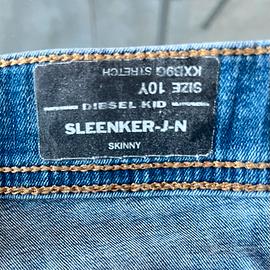 KXB9G STRETCH
SIZE 10Y
DIESEL KID
SLEENKER-J-N
SKINNY